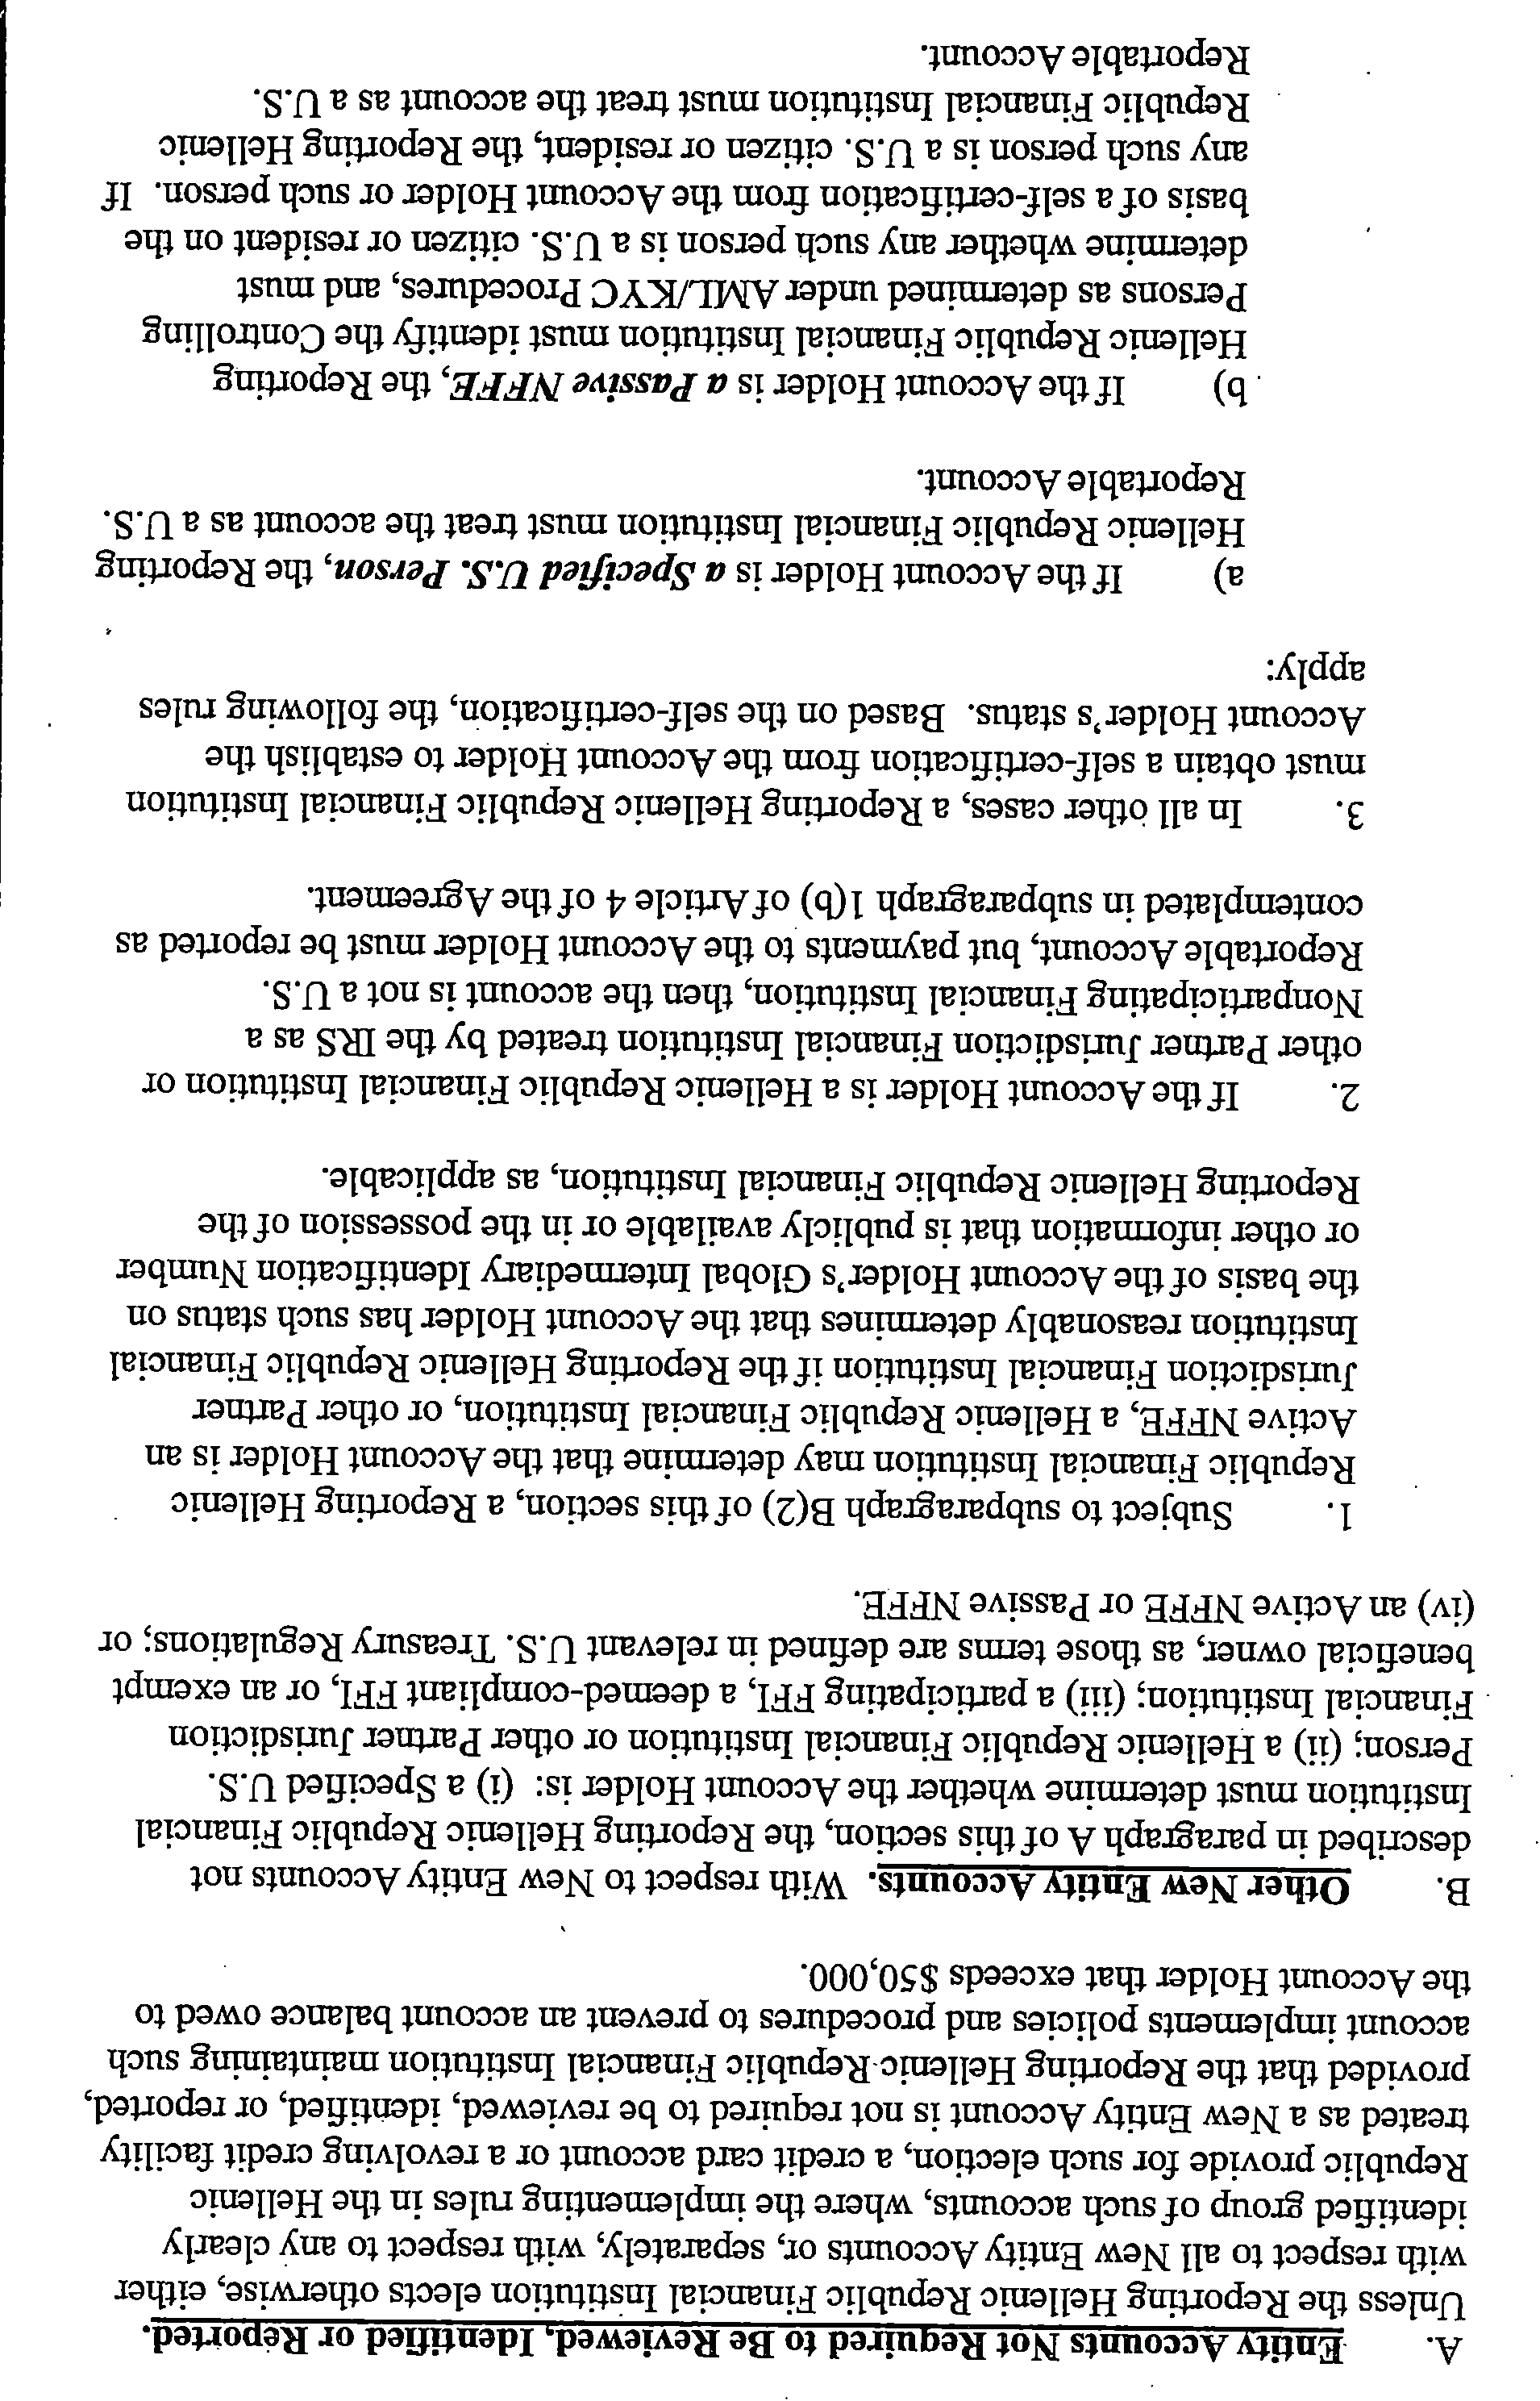 A. Entity Accounts Not Required to Be Reviewed, Identified or Reported.
Unless the Reporting Hellenic Republic Financial Institution elects otherwise, either
with respect to all New Entity Accounts or, separately, with respect to any clearly
identified group of such accounts, where the implementing rules in the Hellenic
Republic provide for such election, a credit card account or a revolving credit facility
treated as a New Entity Account is not required to be reviewed, identified, or reported,
provided that the Reporting Hellenic Republic Financial Institution maintaining such
account implements policies and procedures to prevent an account balance owed to
the Account Holder that exceeds $50,000.
B. Other New Entity Accounts. With respect to New Entity Accounts not
described in paragraph A of this section, the Reporting Hellenic Republic Financial
Institution must determine whether the Account Holder is: (i) a Specified U.S.
Person; (ii) a Hellenic Republic Financial Institution or other Partner Jurisdiction
Financial Institution; (iii) a participating FFI, a deemed-compliant FFI, or an exempt
beneficial owner, as those terms are defined in relevant U.S. Treasury Regulations; or
(iv) an Active NFFE or Passive NFFE.
1. Subject to subparagraph B(2) of this section, a Reporting Hellenic
Republic Financial Institution may determine that the Account Holder is an
Active NFFE, a Hellenic Republic Financial Institution, or other Partner
Jurisdiction Financial Institution if the Reporting Hellenic Republic Financial
Institution reasonably determines that the Account Holder has such status on
the basis of the Account Holder's Global Intermediary Identification Number
or other information that is publicly available or in the possession of the
Reporting Hellenic Republic Financial Institution, as applicable.
2. If the Account Holder is a Hellenic Republic Financial Institution or
other Partner Jurisdiction Financial Institution treated by the IRS as a
Nonparticipating Financial Institution, then the account is not a U.S.
Reportable Account, but payments to the Account Holder must be reported as
contemplated in subparagraph 1(b) of Article 4 of the Agreement.
3. In all other cases, a Reporting Hellenic Republic Financial Institution
must obtain a self-certification from the Account Holder to establish the
Account Holder's status. Based on the self-certification, the following rules
apply:
a) If the Account Holder is a Specified U.S. Person, the Reporting
Hellenic Republic Financial Institution must treat the account as a U.S.
Reportable Account.
b) If the Account Holder is a Passive NFFE, the Reporting
Hellenic Republic Financial Institution must identify the Controlling
Persons as determined under AML/KYC Procedures, and must
determine whether any such person is a U.S. citizen or resident on the
basis of a self-certification from the Account Holder or such person. If
any such person is a U.S. citizen or resident, the Reporting Hellenic
Republic Financial Institution must treat the account as a U.S.
Reportable Account.